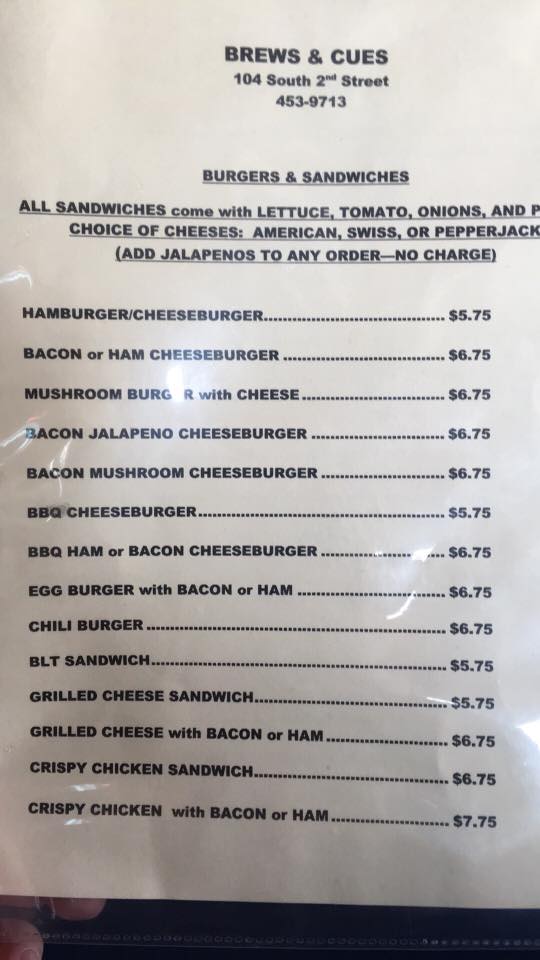 BREWS & CUES
104 South 2nd Street
453-9713
BURGERS & SANDWICHES
ALL SANDWICHES come with LETTUCE, TOMATO, ONIONS, AND
CHOICE OF CHEESES: AMERICAN, SWISS, OR PEPPERJACK
(ADD JALAPENOS TO ANY ORDER—NO CHARGE)
HAMBURGER/CHEESEBURGER........................................ $5.75
BACON or HAM CHEESEBURGER .................................... $6.75
MUSHROOM BURG R with CHEESE ................................ $6.75
BACON JALAPENO CHEESEBURGER .............................. $6.75
BACON MUSHROOM CHEESEBURGER ............................ $6.75
BBQ CHEESEBURGER...................................................... $5.75
BBQ HAM or BACON CHEESEBURGER ............................ $6.75
EGG BURGER with BACON or HAM ................................. $6.75
CHILI BURGER ................................................................ $6.75
BLT SANDWICH................................................................ $5.75
GRILLED CHEESE SANDWICH.......................................... $5.75
GRILLED CHEESE with BACON or HAM........................... $6.75
CRISPY CHICKEN SANDWICH.......................................... $6.75
CRISPY CHICKEN with BACON or HAM.......................... $7.75